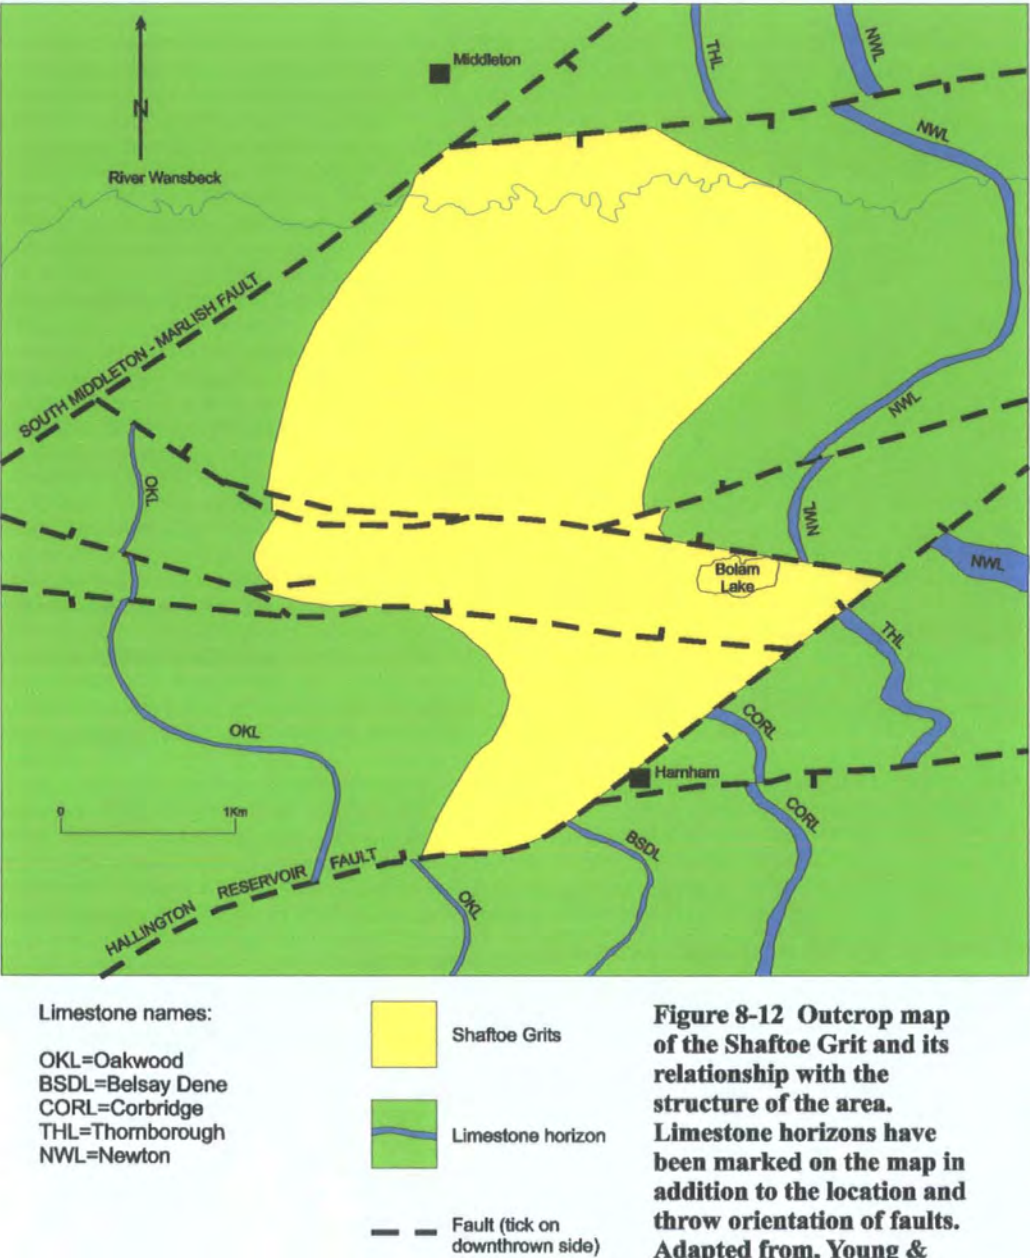 Middleton
THL
NWL
N
NWL
River Wansbeck
SOUTH MIDDLETON - MARLISH FAULT
NWL
OKL
NWL
Bolam
Lake
NWL
THL
CORL
OKL
Harnham
0
1Km
CORL
BSDL
HALLINGTON RESERVOIR FAULT
OKL
Limestone names:
OKL=Oakwood
BSDL=Belsay Dene
CORL=Corbridge
THL=Thornborough
NWL=Newton
Shaftoe Grits
Limestone horizon
Fault (tick on
downthrown side)
Figure 8-12 Outcrop map
of the Shaftoe Grit and its
relationship with the
structure of the area.
Limestone horizons have
been marked on the map in
addition to the location and
throw orientation of faults.
Adapted from, Young &